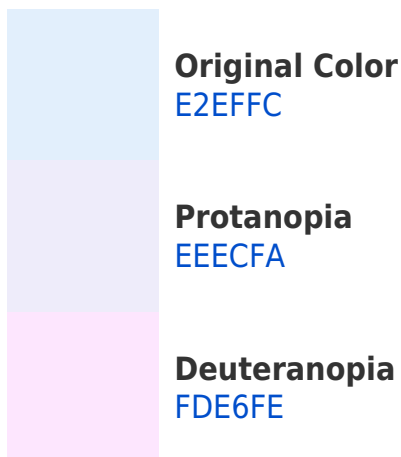 Original Color
E2EFFC
Protanopia
EEECFA
Deuteranopia
FDE6FE